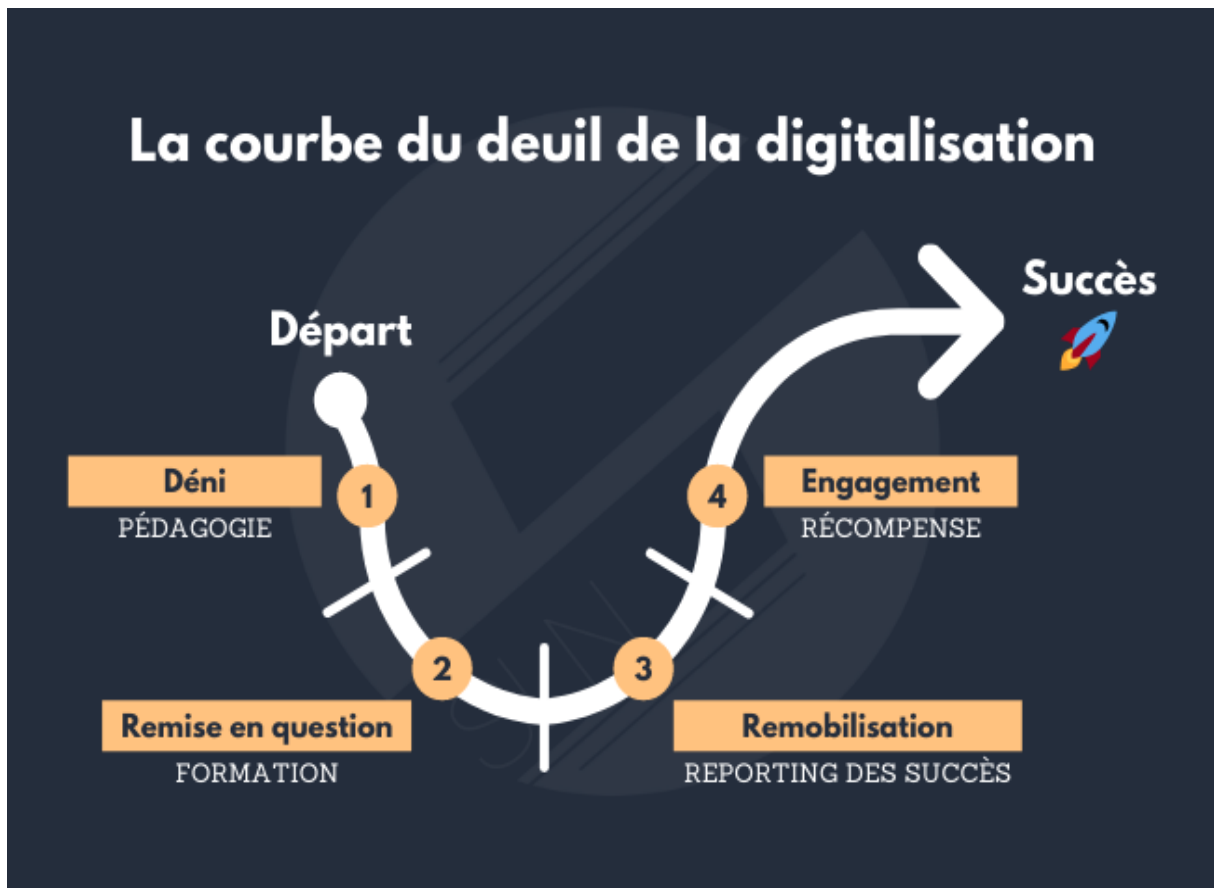 La courbe du deuil de la digitalisation
Départ
Succès
Déni
PÉDAGOGIE
1
4
Engagement
RÉCOMPENSE
2
3
Remise en question
FORMATION
Remobilisation
REPORTING DES SUCCÈS